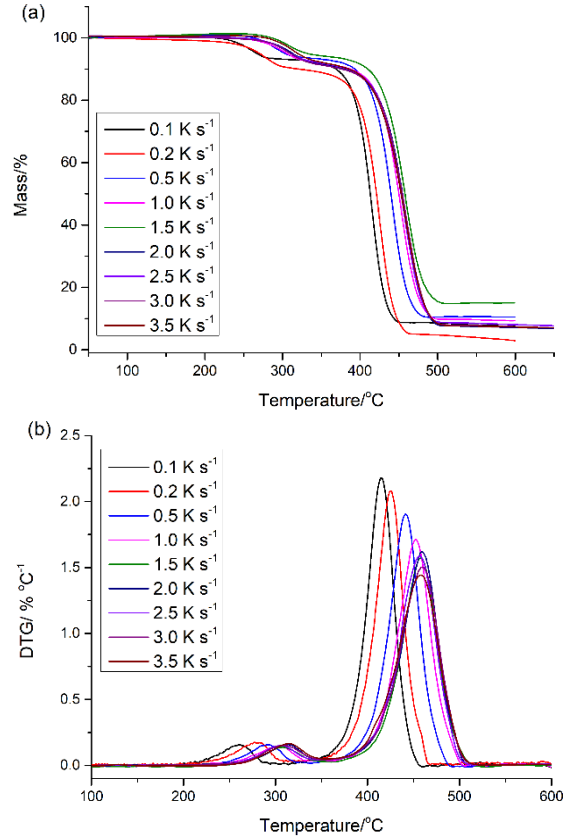 (a)
100
80
60
40
20
0
Mass/%
0.1 K s⁻¹
0.2 K s⁻¹
0.5 K s⁻¹
1.0 K s⁻¹
1.5 K s⁻¹
2.0 K s⁻¹
2.5 K s⁻¹
3.0 K s⁻¹
3.5 K s⁻¹
100 200 300 400 500 600
Temperature/°C
(b)
2.5
2.0
1.5
1.0
0.5
0.0
DTG/ % °C⁻¹
0.1 K s⁻¹
0.2 K s⁻¹
0.5 K s⁻¹
1.0 K s⁻¹
1.5 K s⁻¹
2.0 K s⁻¹
2.5 K s⁻¹
3.0 K s⁻¹
3.5 K s⁻¹
100 200 300 400 500 600
Temperature/°C